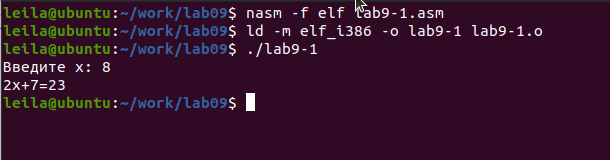 leila@ubuntu:~/work/lab09$ nasm -f elf lab9-1.asm
leila@ubuntu:~/work/lab09$ ld -m elf_i386 -o lab9-1 lab9-1.o
leila@ubuntu:~/work/lab09$ ./lab9-1
Введите x: 8
2x+7=23
leila@ubuntu:~/work/lab09$